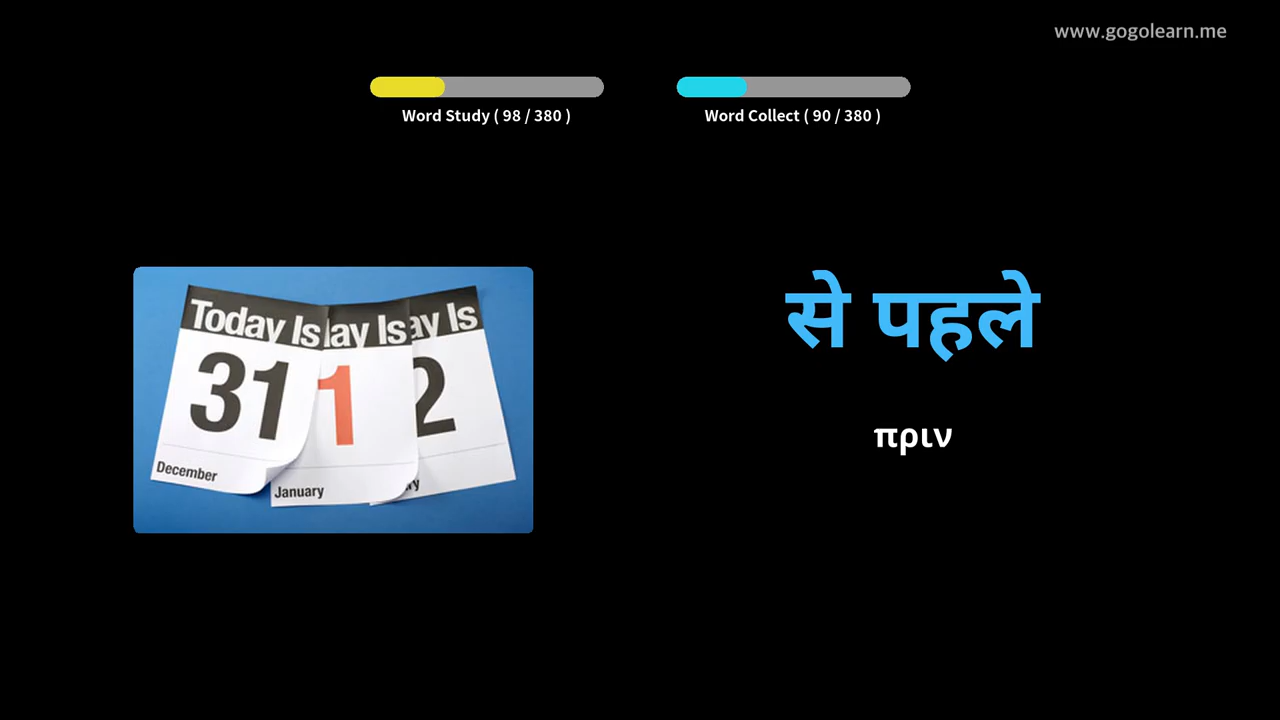 www.gogolearn.me
Word Study ( 98 / 380 )
Word Collect ( 90 / 380 )
Today Is
31
December
ay Is
1
January
ay Is
2
ry
से पहले
πριν